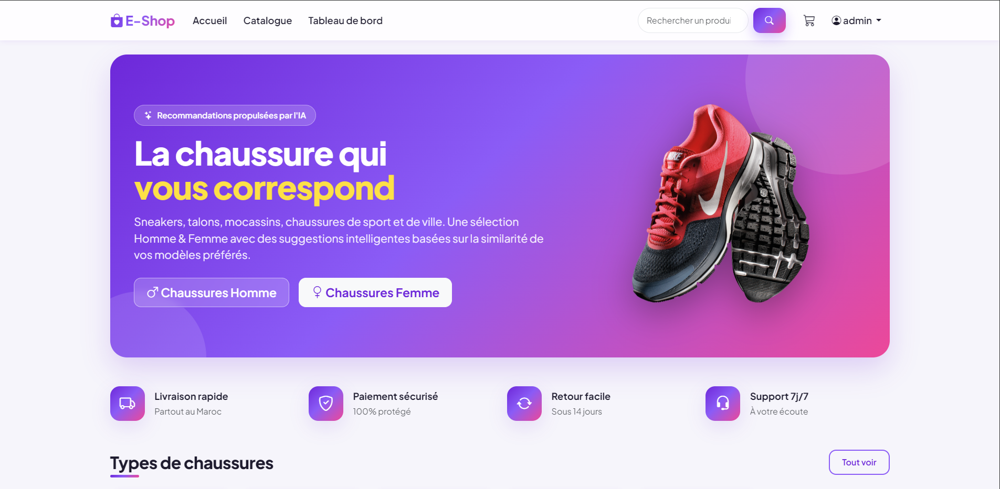 E-Shop
Accueil
Catalogue
Tableau de bord
Rechercher un produi
admin
Recommandations propulsées par l'IA
La chaussure qui
vous correspond
Sneakers, talons, mocassins, chaussures de sport et de ville. Une sélection
Homme & Femme avec des suggestions intelligentes basées sur la similarité de
vos modèles préférés.
Chaussures Homme
Chaussures Femme
NIKE
Livraison rapide
Partout au Maroc
Paiement sécurisé
100% protégé
Retour facile
Sous 14 jours
Support 7j/7
À votre écoute
Types de chaussures
Tout voir